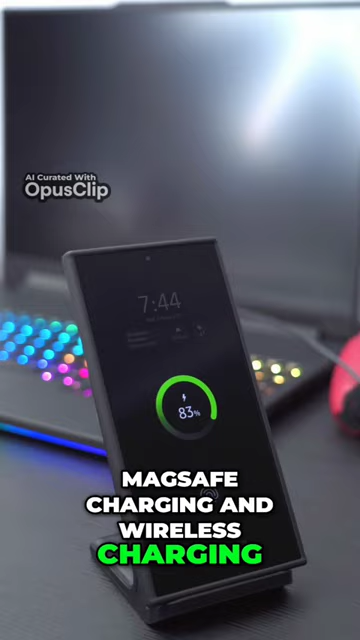 AI Curated With
OpusClip
7:44
83%
MAGSAFE
CHARGING AND
WIRELESS
CHARGING